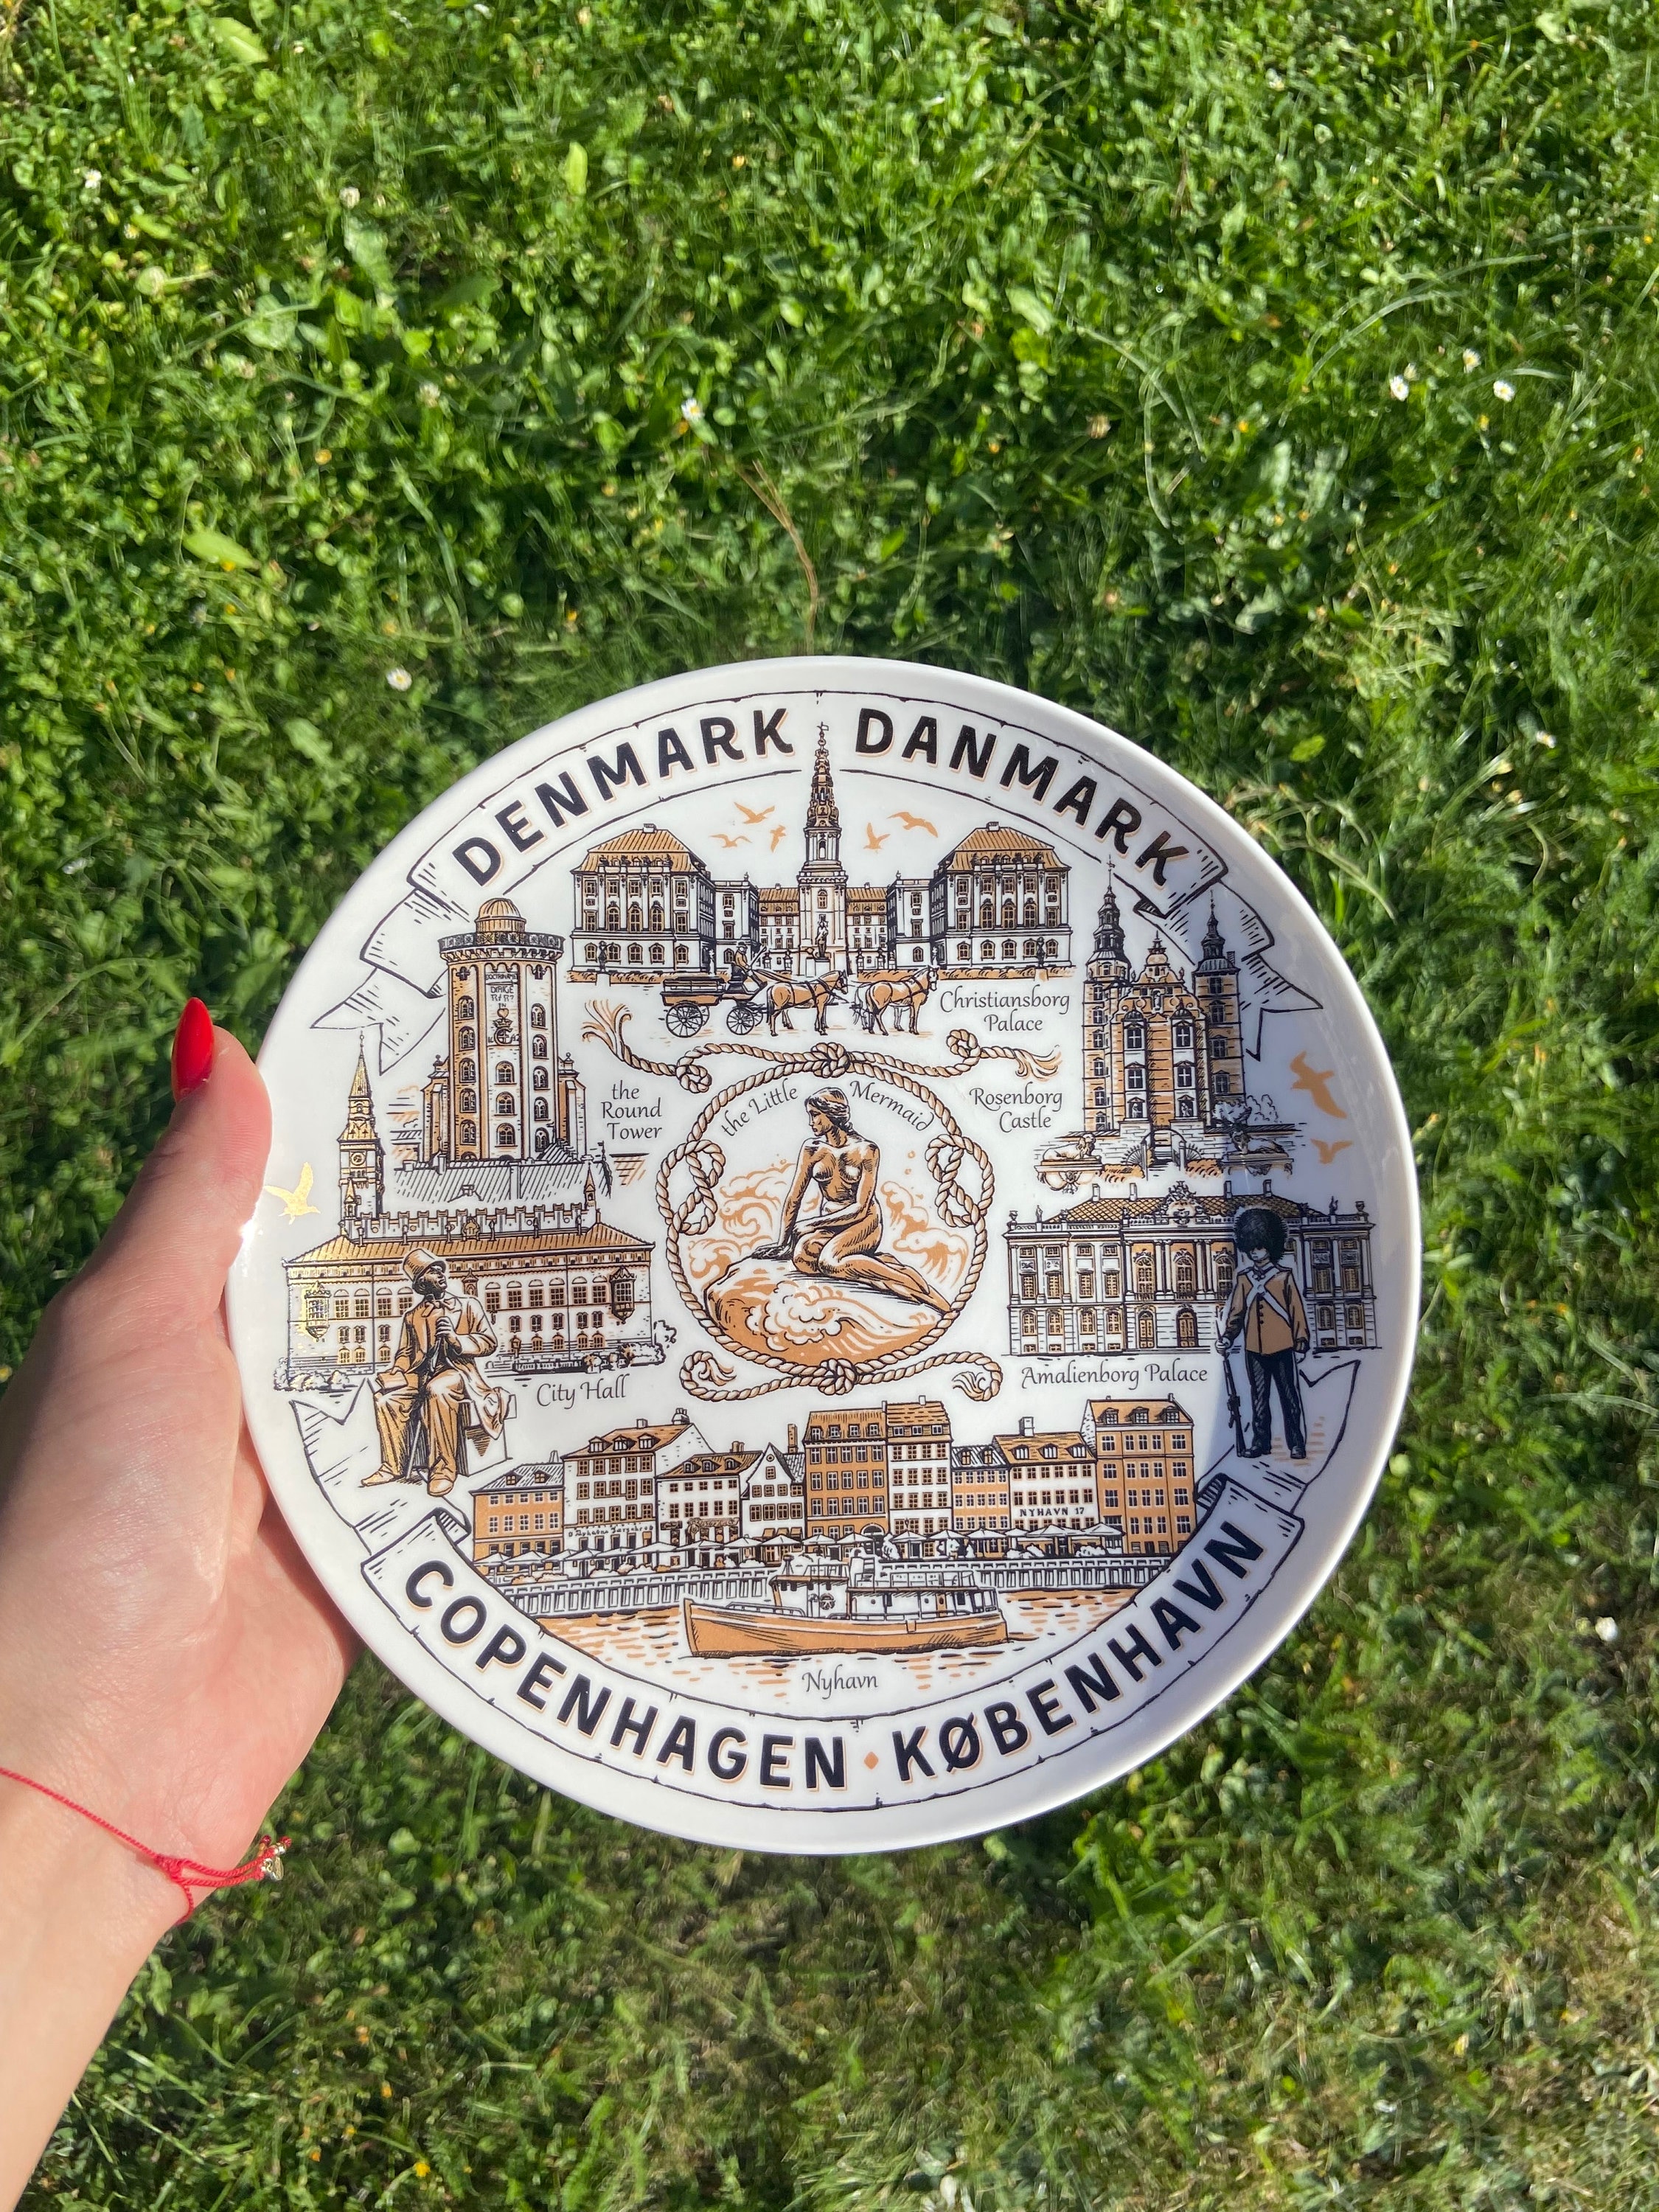 DENMARK DANMARK
Christiansborg
Palace
the
Round
Tower
the Little Mermaid
Rosenborg
Castle
City Hall
Amalienborg Palace
NYHAVN 17
Nyhavn
COPENHAGEN · KØBENHAVN